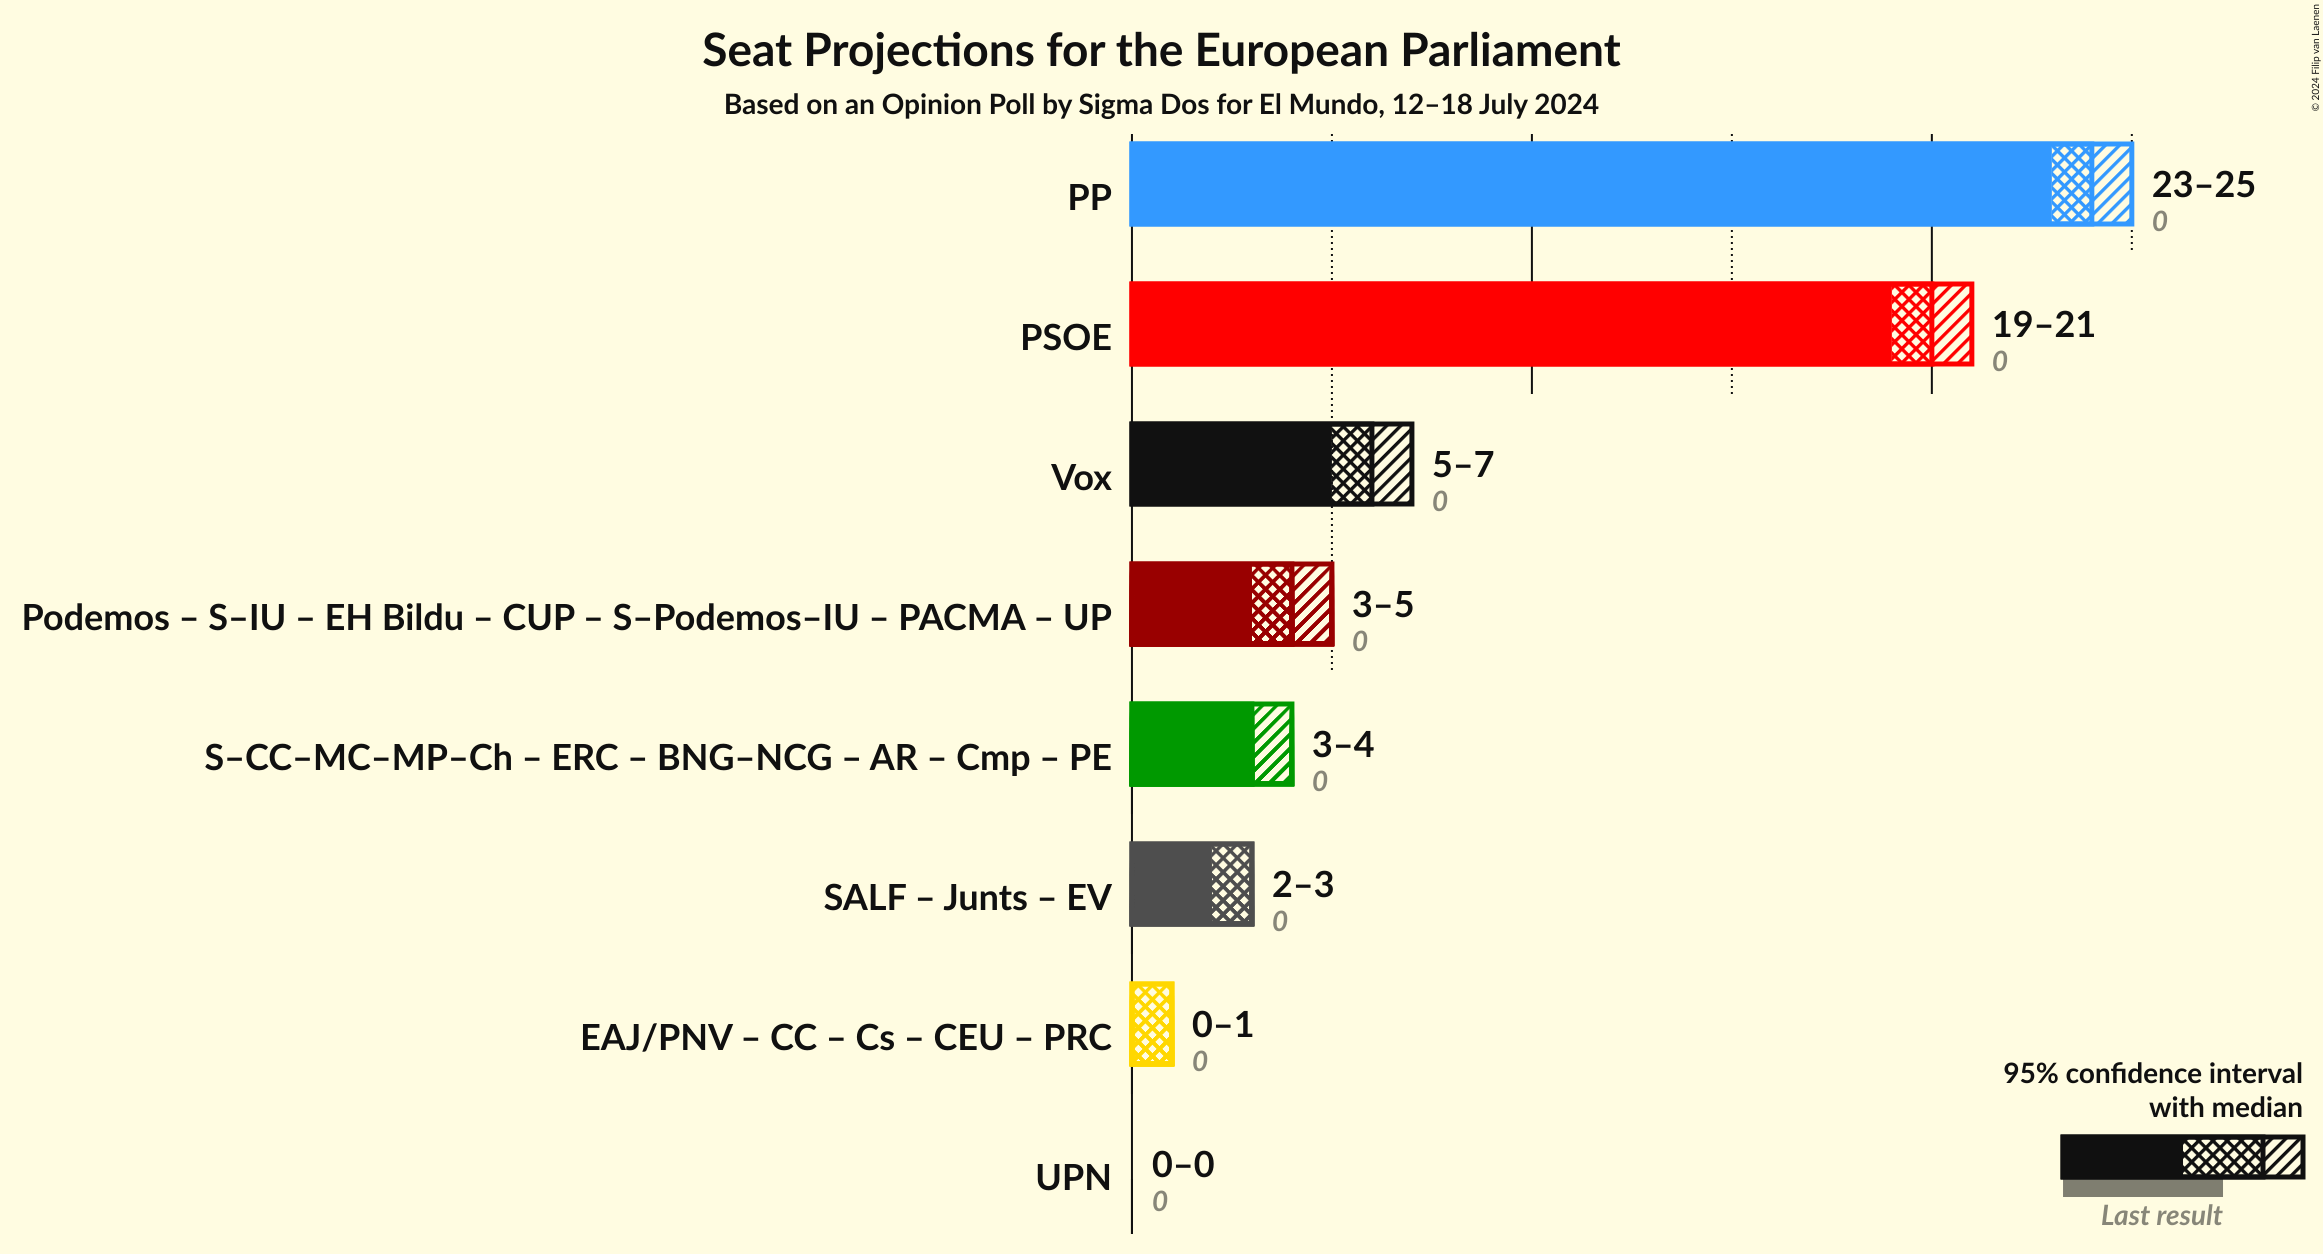 Seat Projections for the European Parliament
Based on an Opinion Poll by Sigma Dos for El Mundo, 12–18 July 2024
© 2024 Filip van Laenen
PP
23–25
0
PSOE
19–21
0
Vox
5–7
0
Podemos – S–IU – EH Bildu – CUP – S–Podemos–IU – PACMA – UP
3–5
0
S–CC–MC–MP–Ch – ERC – BNG–NCG – AR – Cmp – PE
3–4
0
SALF – Junts – EV
2–3
0
EAJ/PNV – CC – Cs – CEU – PRC
0–1
0
UPN
0–0
0
95% confidence interval
with median
Last result